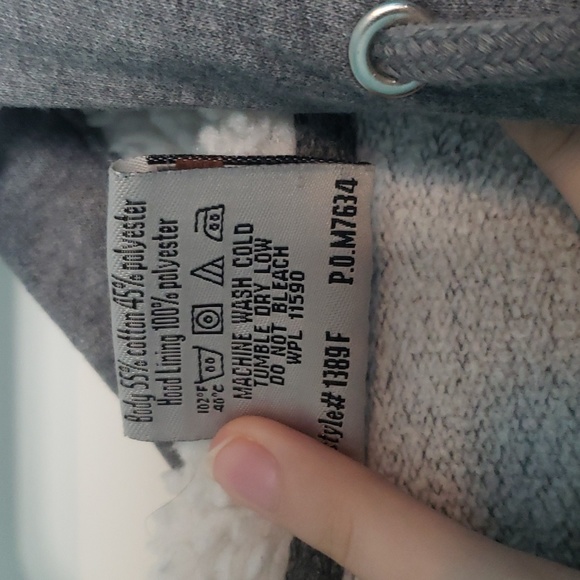 Body 55% cotton 45% polyester
Hood Lining 100% polyester
102°F
40°C
MACHINE WASH COLD
TUMBLE DRY LOW
DO NOT BLEACH
WPL 11590
style# 1389F P.O.M7634